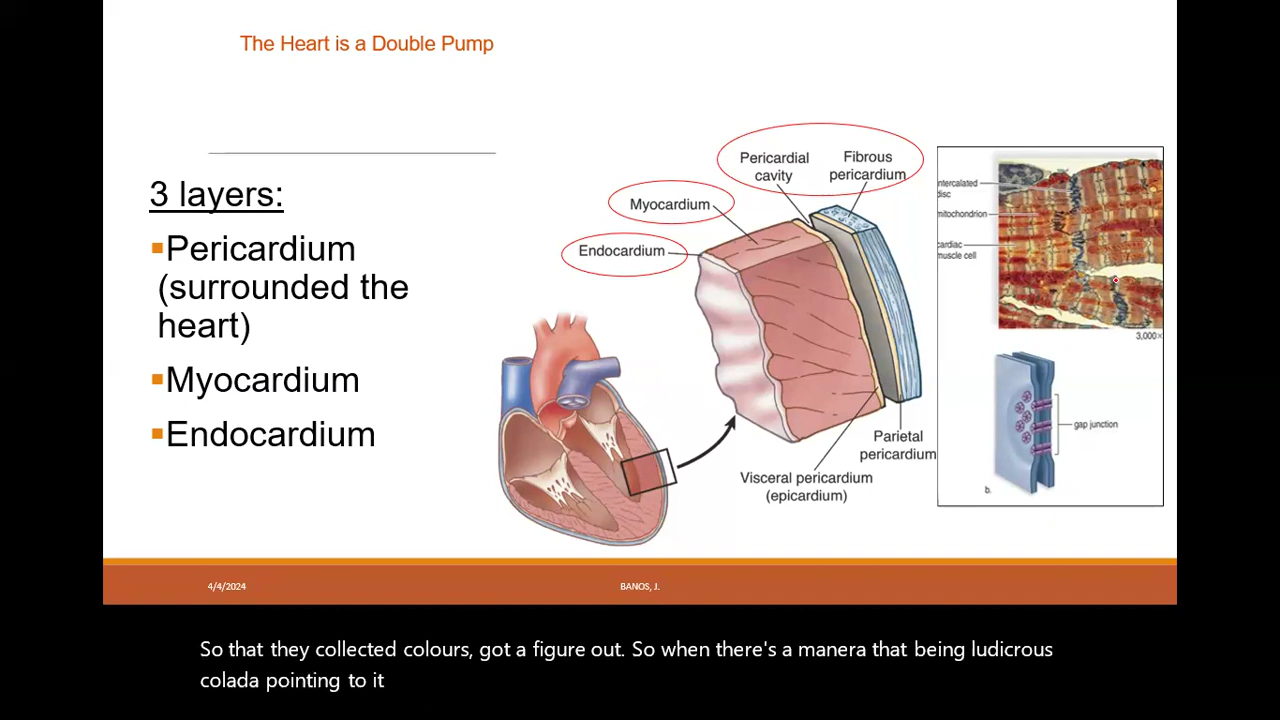 The Heart is a Double Pump
3 layers:
▪Pericardium
(surrounded the
heart)
▪Myocardium
▪Endocardium
Pericardial
cavity
Fibrous
pericardium
Myocardium
Endocardium
Parietal
pericardium
Visceral pericardium
(epicardium)
ntercalated
disc
mitochondrion
cardiac
muscle cell
3,000×
gap junction
b.
4/4/2024
BANOS, J.
So that they collected colours, got a figure out. So when there's a manera that being ludicrous
colada pointing to it